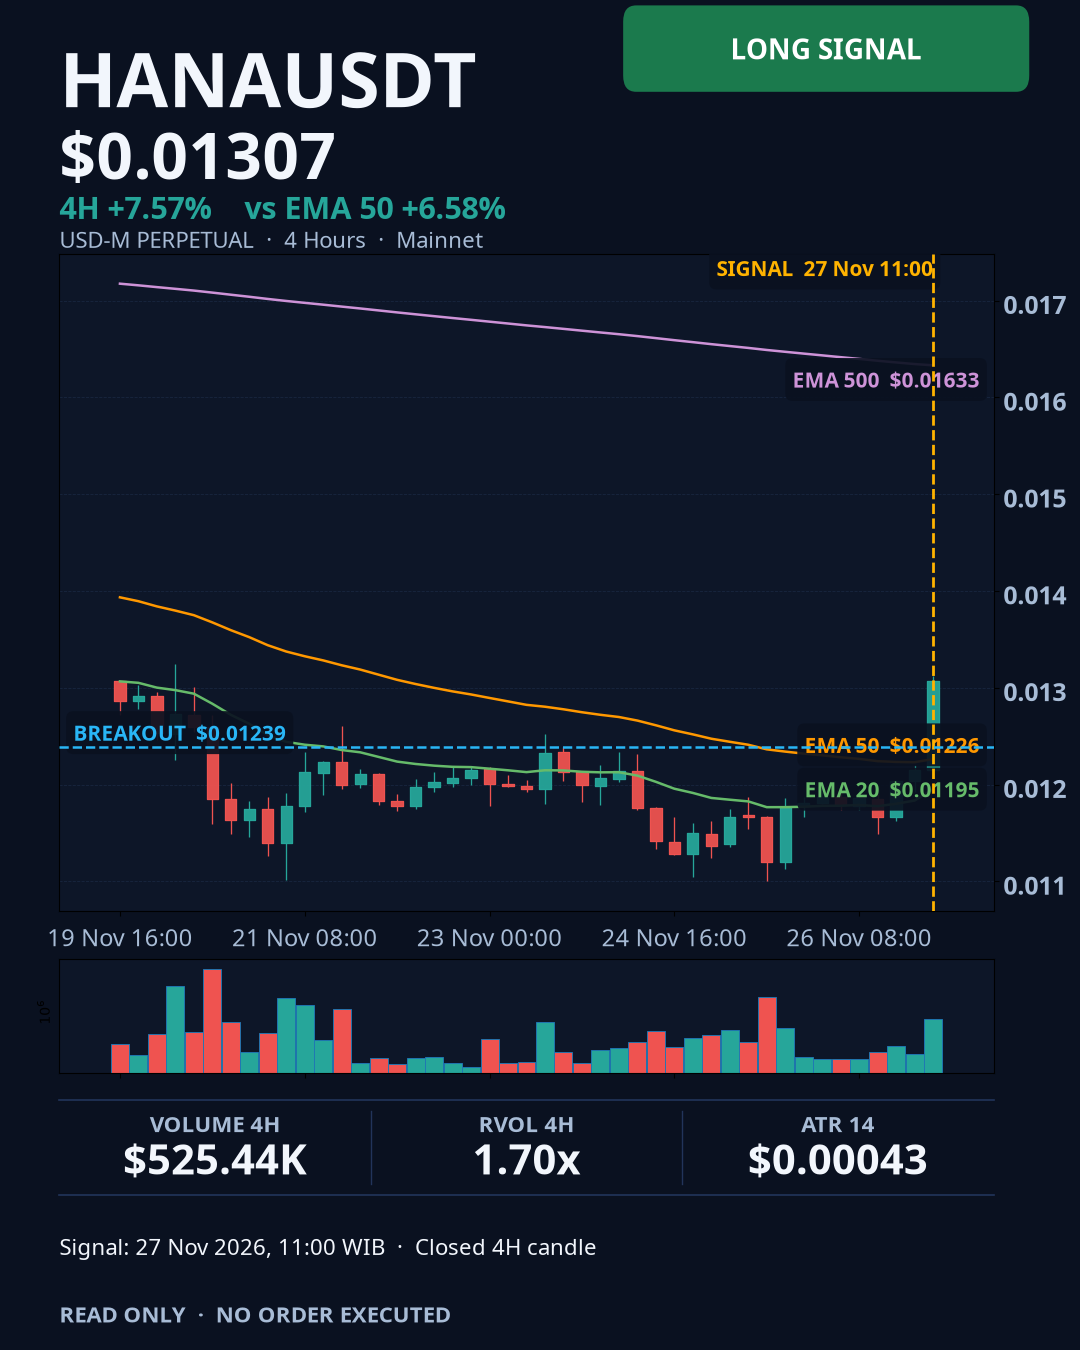 LONG SIGNAL
HANAUSDT
$0.01307
4H +7.57% vs EMA 50 +6.58%
USD-M PERPETUAL · 4 Hours · Mainnet
SIGNAL 27 Nov 11:00
0.017
EMA 500 $0.01633
0.016
0.015
0.014
0.013
BREAKOUT $0.01239
EMA 50 $0.01226
EMA 20 $0.01195
0.012
0.011
19 Nov 16:00 21 Nov 08:00 23 Nov 00:00 24 Nov 16:00 26 Nov 08:00
10⁶
VOLUME 4H RVOL 4H ATR 14
$525.44K 1.70x $0.00043
Signal: 27 Nov 2026, 11:00 WIB · Closed 4H candle
READ ONLY · NO ORDER EXECUTED